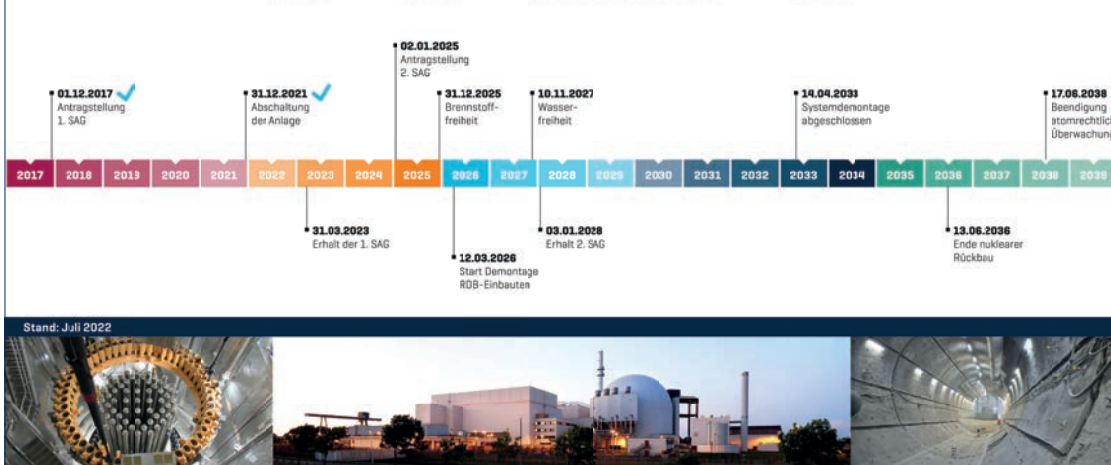 02.01.2025
Antragstellung
2. SAG
01.12.2017
Antragstellung
1. SAG
31.12.2021
Abschaltung
der Anlage
31.12.2025
Brennstoff-
freiheit
10.11.2027
Wasser-
freiheit
14.04.2033
Systemdemontage
abgeschlossen
17.06.2038
Beendigung
atomrechtlich
Überwachung
2017 2018 2019 2020 2021 2022 2023 2024 2025 2026 2027 2028 2029 2030 2031 2032 2033 2034 2035 2036 2037 2038 2039
31.03.2023
Erhalt der 1. SAG
12.03.2026
Start Demontage
RDB-Einbauten
03.01.2028
Erhalt 2. SAG
13.06.2036
Ende nuklearer
Rückbau
Stand: Juli 2022